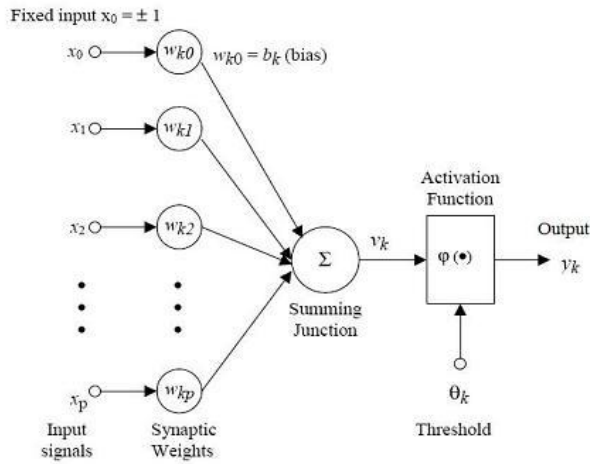 Fixed input x₀ = ± 1
x₀
wₖ₀
wₖ₀ = bₖ (bias)
x₁
wₖ₁
x₂
wₖ₂
Σ
Summing
Junction
vₖ
Activation
Function
φ (•)
Output
yₖ
θₖ
Threshold
xₚ
wₖₚ
Input
signals
Synaptic
Weights